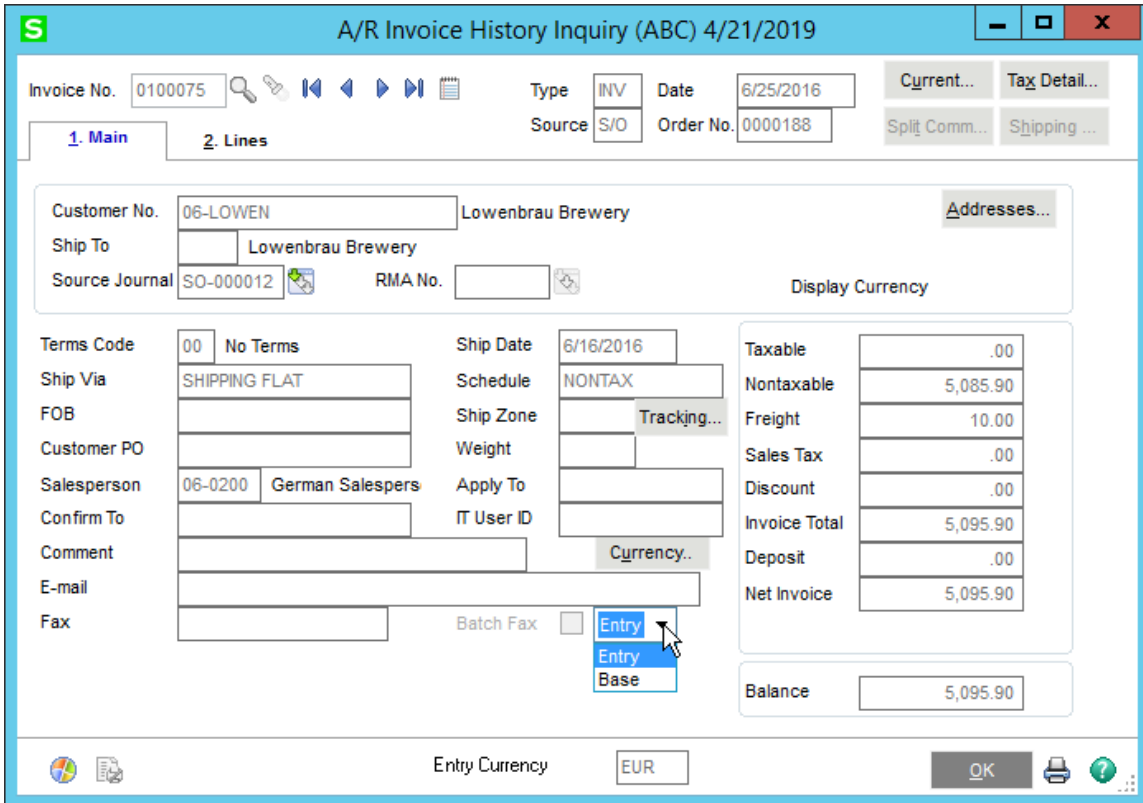 S
A/R Invoice History Inquiry (ABC) 4/21/2019
X
Invoice No. 0100075 Type INV Date 6/25/2016 Current... Tax Detail...
Source S/O Order No. 0000188 Split Comm... Shipping ...
1. Main 2. Lines
Customer No. 06-LOWEN Lowenbrau Brewery Addresses...
Ship To Lowenbrau Brewery
Source Journal SO-000012 RMA No. Display Currency
Terms Code 00 No Terms Ship Date 6/16/2016 Taxable .00
Ship Via SHIPPING FLAT Schedule NONTAX Nontaxable 5,085.90
FOB Ship Zone Tracking... Freight 10.00
Customer PO Weight Sales Tax .00
Salesperson 06-0200 German Salespers Apply To Discount .00
Confirm To IT User ID Invoice Total 5,095.90
Comment Currency.. Deposit .00
E-mail Net Invoice 5,095.90
Fax Batch Fax Entry
Entry
Base
Balance 5,095.90
Entry Currency EUR OK ?